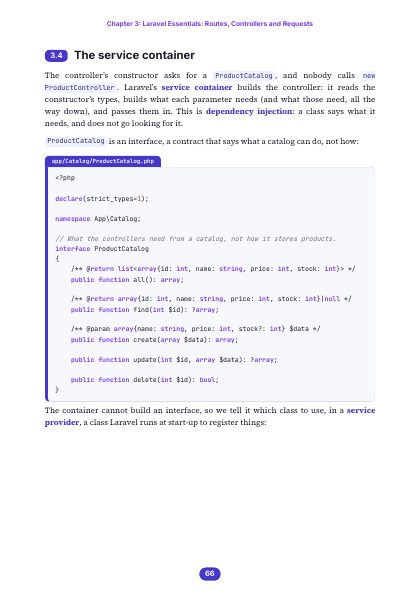 Chapter 3: Laravel Essentials: Routes, Controllers and Requests
3.4 The service container
The controller's constructor asks for a ProductCatalog, and nobody calls new
ProductController. Laravel's service container builds the controller: it reads the
constructor's types, builds what each parameter needs (and what those need, all the
way down), and passes them in. This is dependency injection: a class says what it
needs, and does not go looking for it.
ProductCatalog is an interface, a contract that says what a catalog can do, not how:
app/Catalog/ProductCatalog.php
<?php
declare(strict_types=1);
namespace App\Catalog;
// What the controllers need from a catalog, not how it stores products.
interface ProductCatalog
{
    /** @return list<array{id: int, name: string, price: int, stock: int}> */
    public function all(): array;
    /** @return array{id: int, name: string, price: int, stock: int}|null */
    public function find(int $id): ?array;
    /** @param array{name: string, price: int, stock?: int} $data */
    public function create(array $data): array;
    public function update(int $id, array $data): ?array;
    public function delete(int $id): bool;
}
The container cannot build an interface, so we tell it which class to use, in a service
provider, a class Laravel runs at start-up to register things:
66